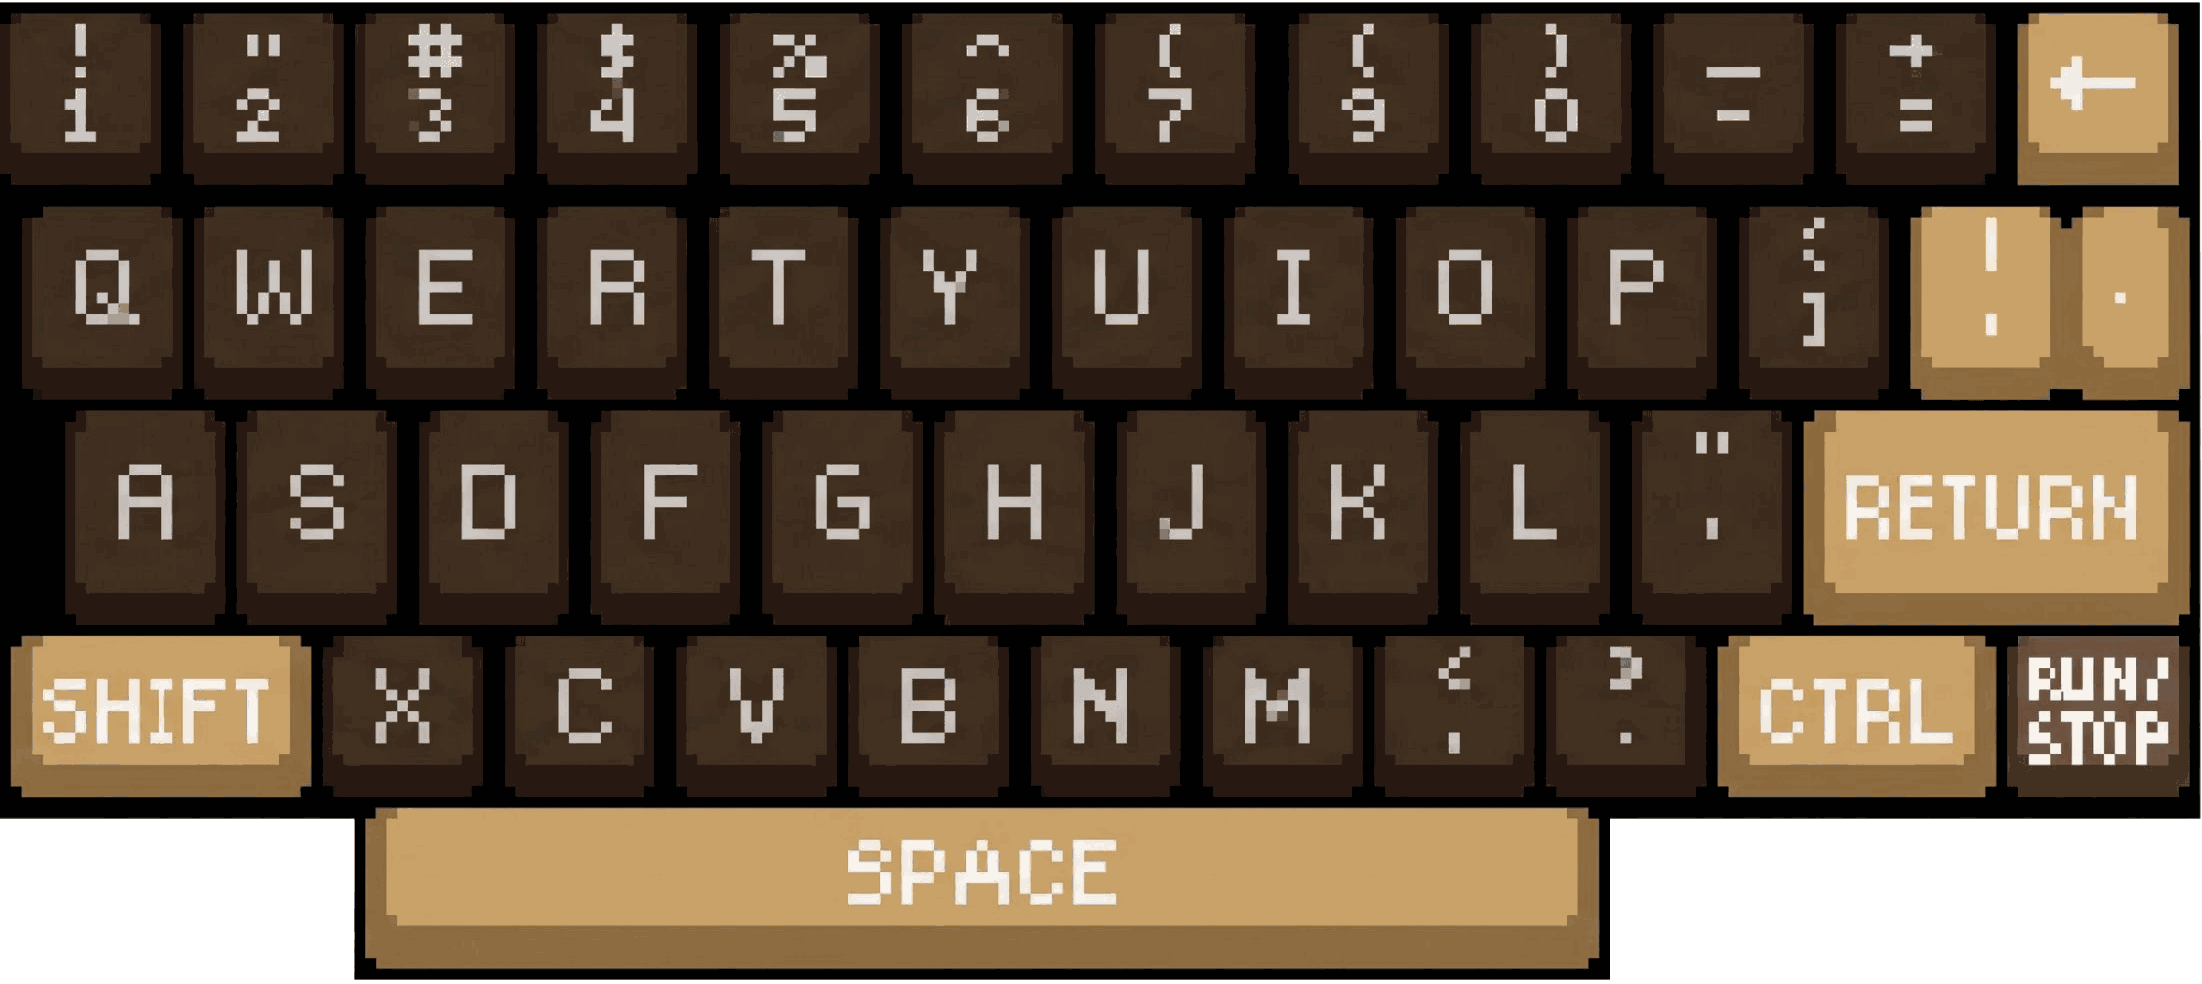 ! " # $ % ^ ( ( ) — +
1 2 3 4 5 6 7 9 0 - = ←
Q W E R T Y U I O P { ] ! .
A S D F G H J K L " . RETURN
SHIFT X C V B N M < , ? . CTRL RUN/
STOP
SPACE